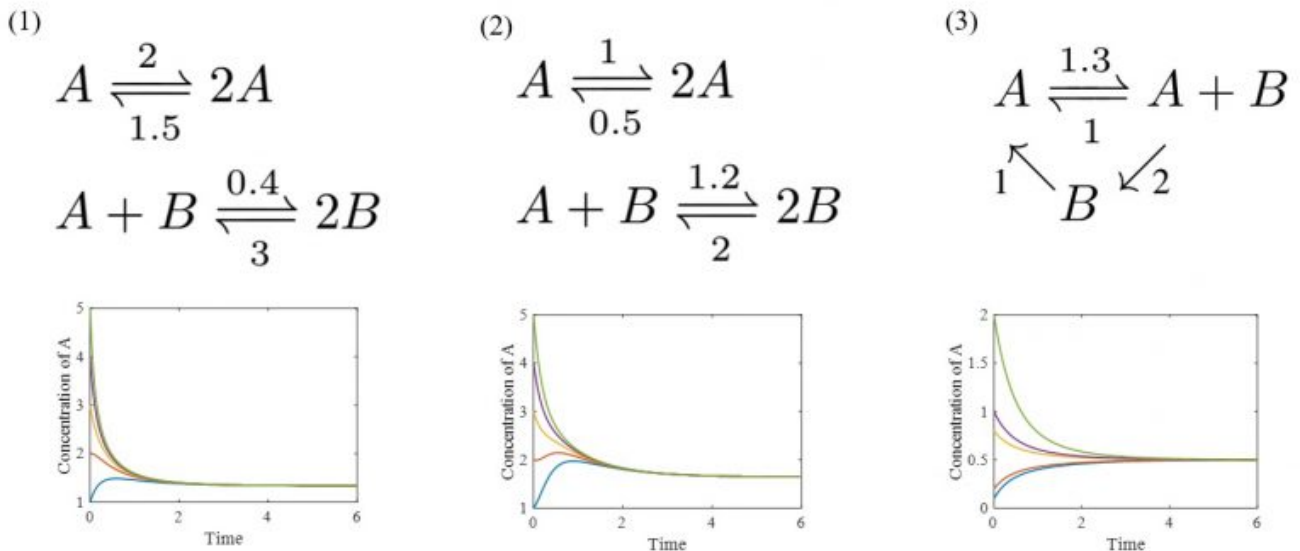 (1)
A 2 ⇌ 1.5 2A
A + B 0.4 ⇌ 3 2B
5
4
3
2
1
0 2 4 6
Concentration of A
Time
(2)
A 1 ⇌ 0.5 2A
A + B 1.2 ⇌ 2 2B
5
4
3
2
1
0 2 4 6
Concentration of A
Time
(3)
A 1.3 ⇌ 1 A + B
1 2
B
2
1.5
1
0.5
0
0 2 4 6
Concentration of A
Time